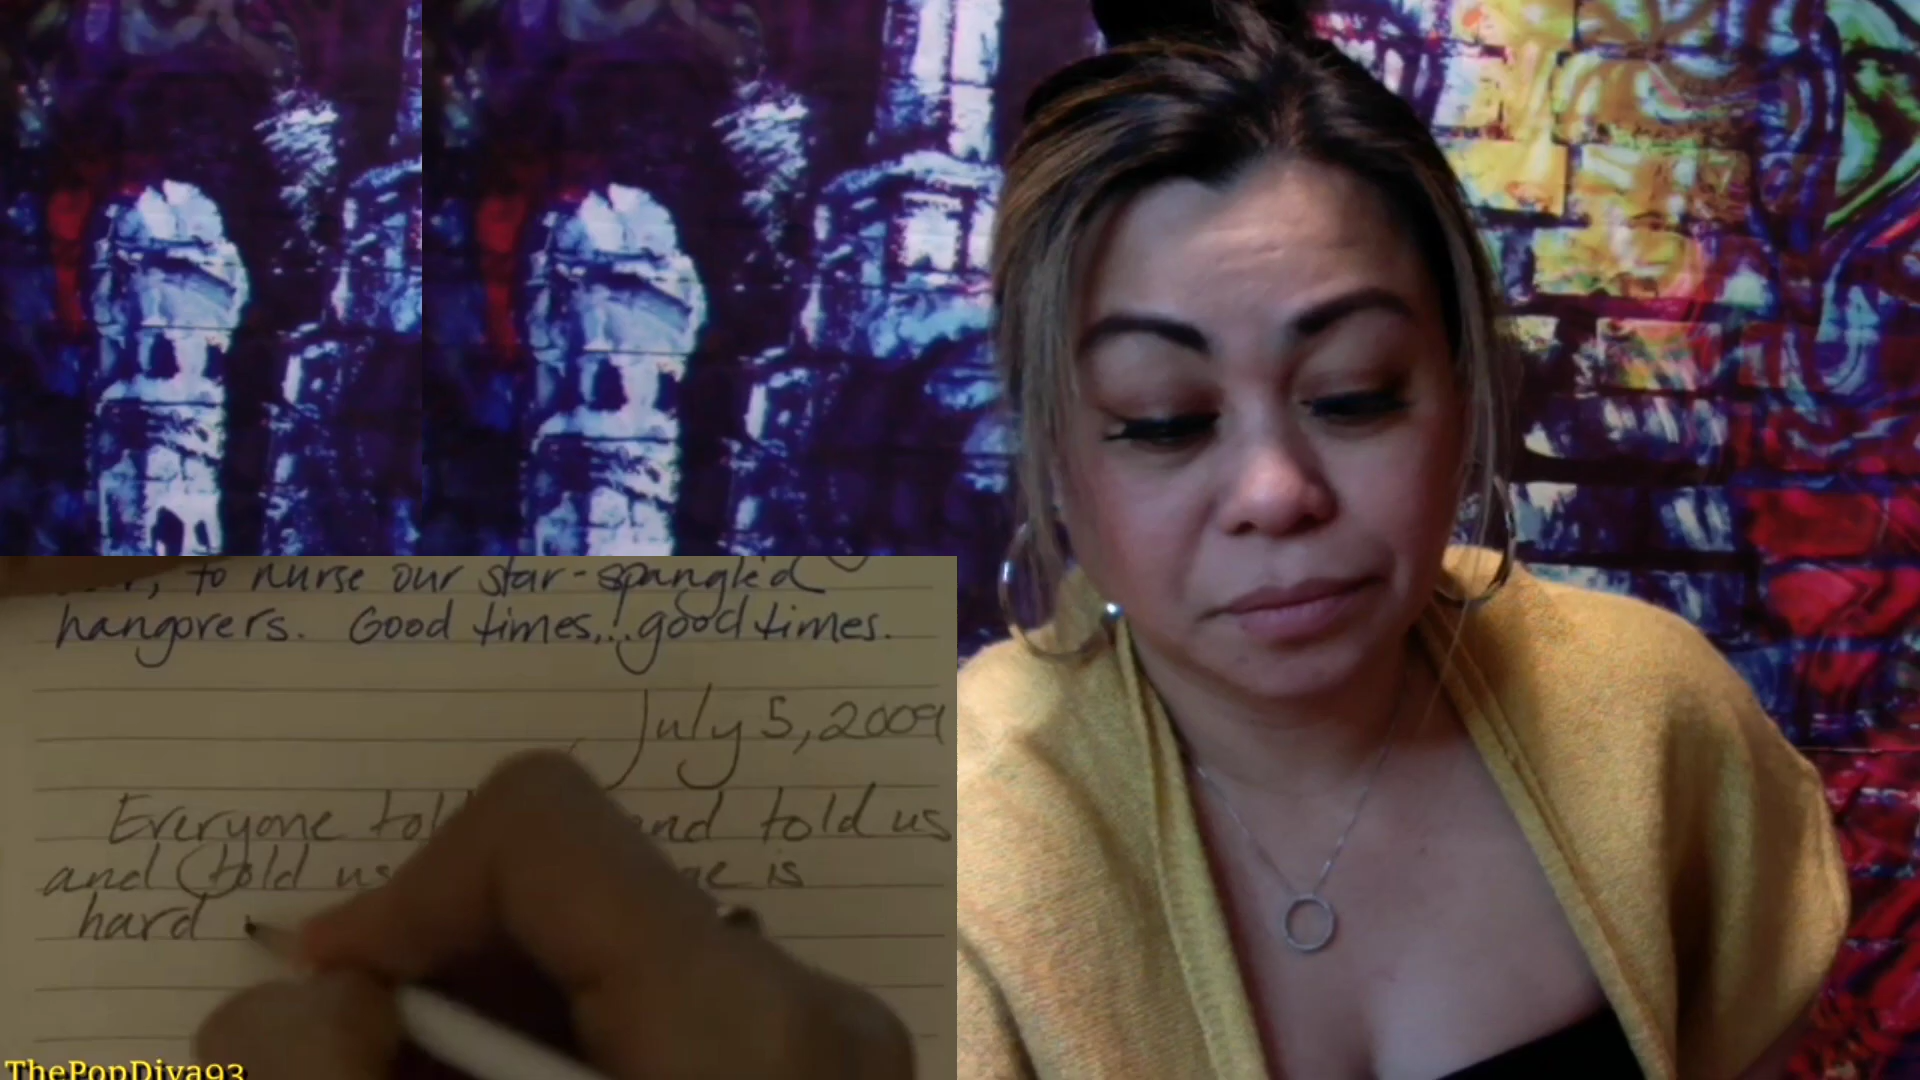 to nurse our star-spangled
hangovers. Good times... good times.
July 5, 2009
Everyone and told us
and told us is
hard
ThePopDiva93